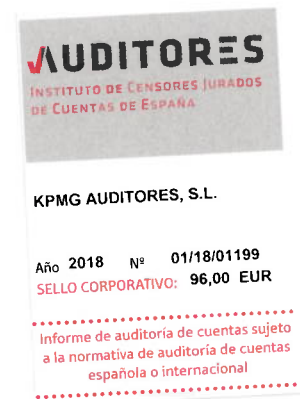 AUDITORES
INSTITUTO DE CENSORES JURADOS
DE CUENTAS DE ESPAÑA
KPMG AUDITORES, S.L.
Año 2018 Nº 01/18/01199
SELLO CORPORATIVO: 96,00 EUR
Informe de auditoría de cuentas sujeto
a la normativa de auditoría de cuentas
española o internacional